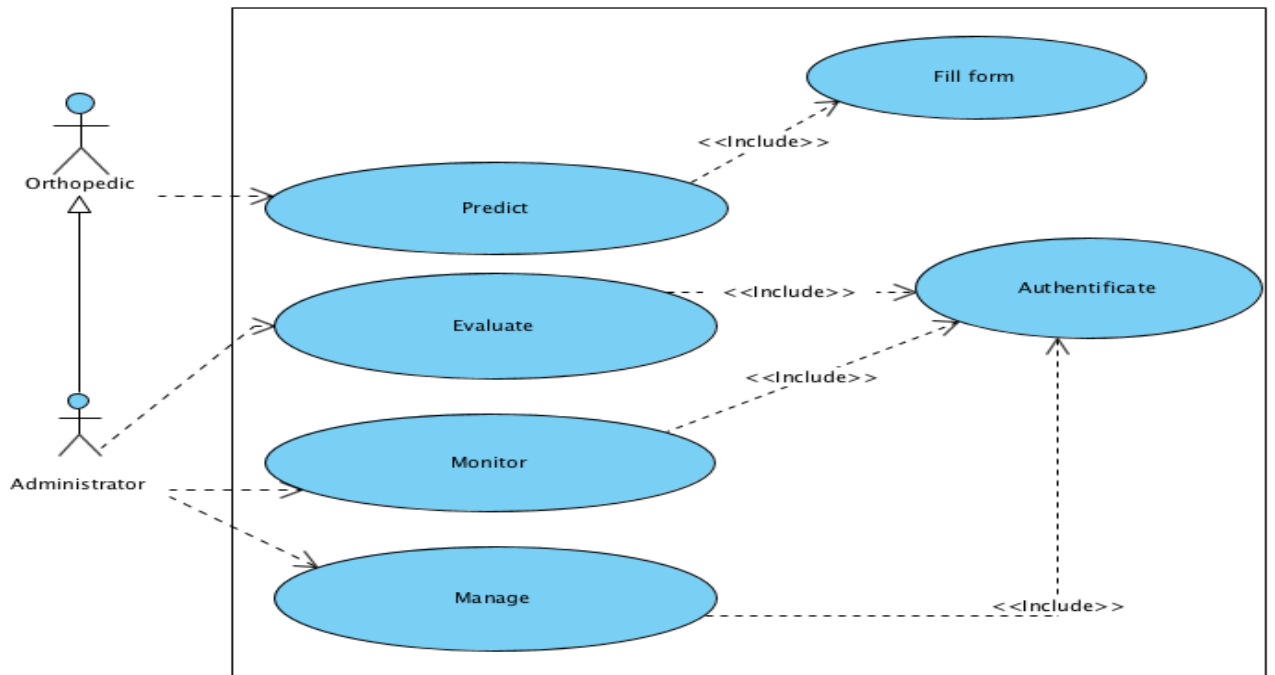 Fill form
<<Include>>
Orthopedic
Predict
Authentificate
<<Include>>
Evaluate
<<Include>>
Monitor
Administrator
Manage
<<Include>>